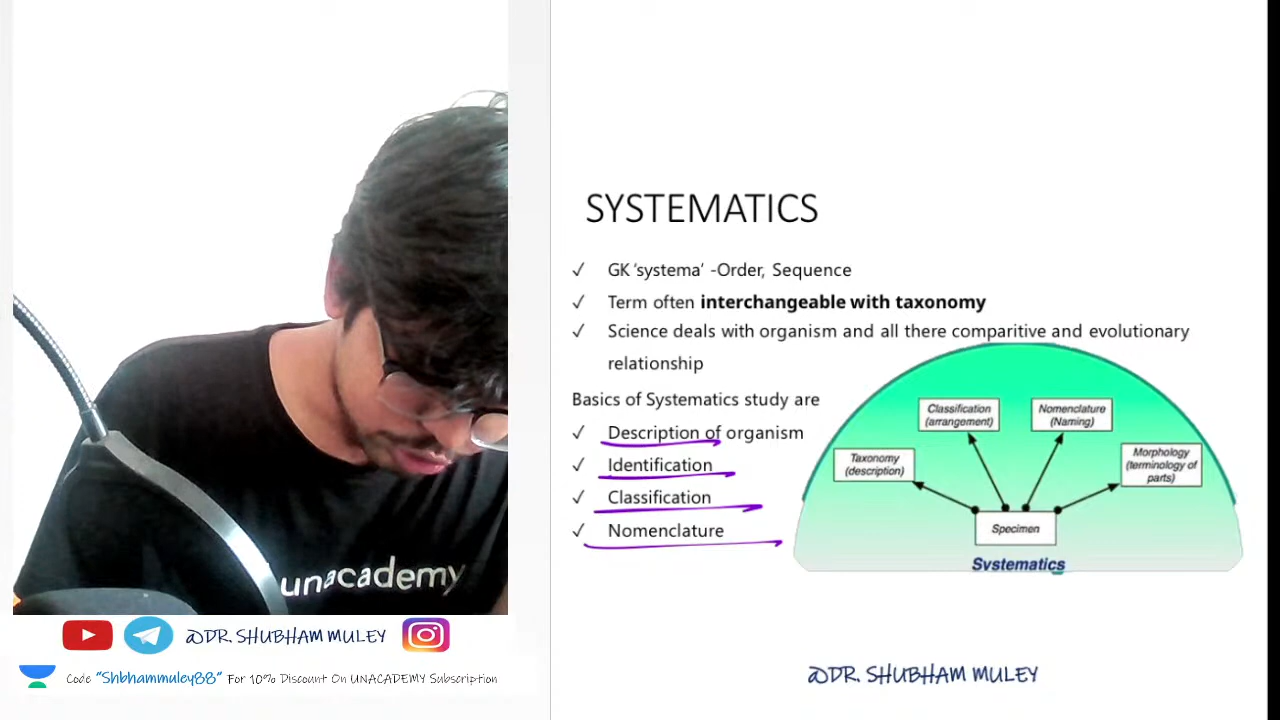 unacademy
@DR. SHUBHAM MULEY
Code "Shbhammuley88" For 10% Discount On UNACADEMY Subscription
SYSTEMATICS
✓ GK 'systema' -Order, Sequence
✓ Term often interchangeable with taxonomy
✓ Science deals with organism and all there comparitive and evolutionary
relationship
Basics of Systematics study are
✓ Description of organism
✓ Identification
✓ Classification
✓ Nomenclature
Classification
(arrangement)
Nomenclature
(Naming)
Taxonomy
(description)
Morphology
(terminology of
parts)
Specimen
Systematics
@DR. SHUBHAM MULEY